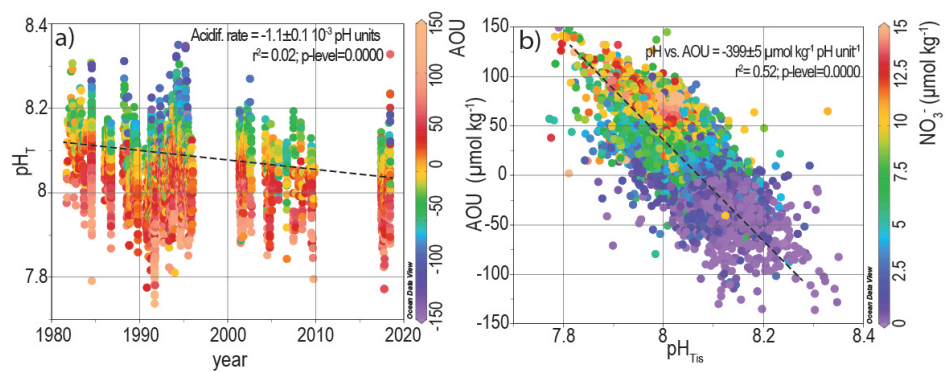 a)
Acidif. rate = -1.1±0.1 10⁻³ pH units
r²= 0.02; p-level=0.0000
8.4
8.2
8.0
7.8
pH_T
1980
1990
2000
2010
2020
year
Ocean Data View
AOU
150
100
50
0
-50
-100
-150
b)
pH vs. AOU = -399±5 µmol kg⁻¹ pH unit⁻¹
r²= 0.52; p-level=0.0000
AOU (µmol kg⁻¹)
150
100
50
0
-50
-100
-150
7.8
8
8.2
8.4
pH_Tis
Ocean Data View
NO₃ (µmol kg⁻¹)
15
12.5
10
7.5
5
2.5
0